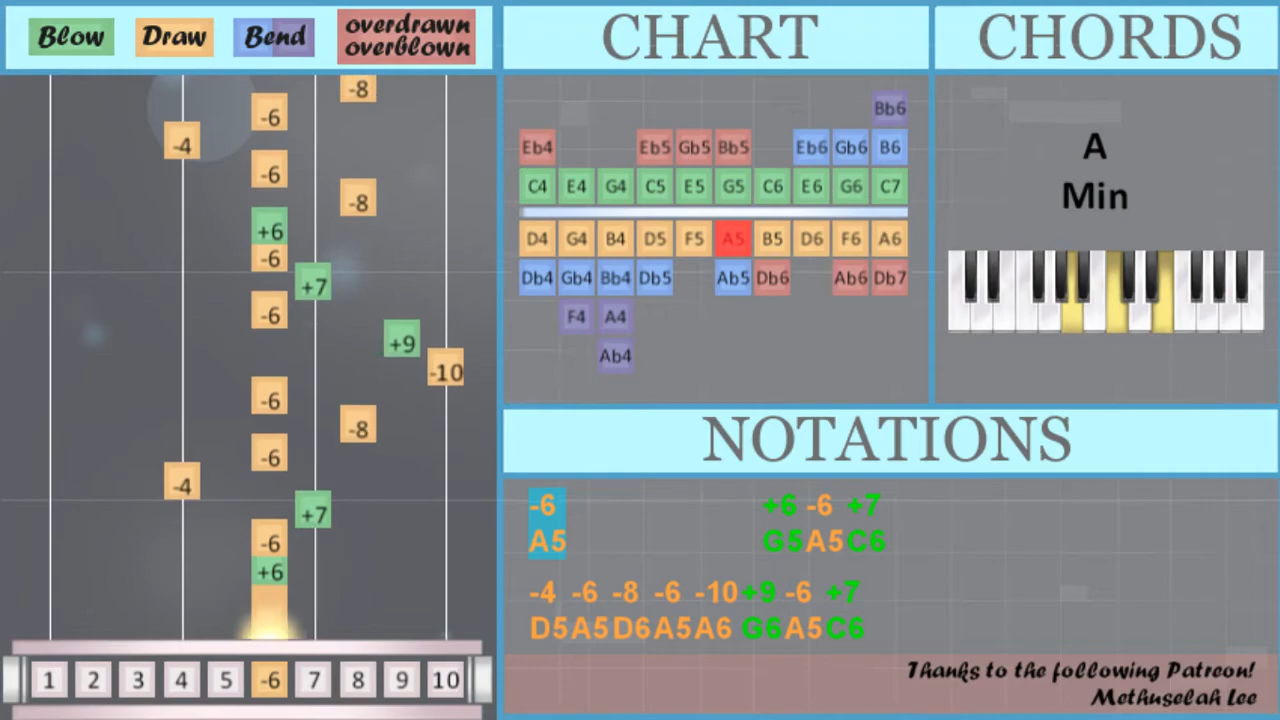 Blow Draw Bend overdrawn
overblown
CHART
CHORDS
-8
-6
-4
-6
-8
+6
-6
+7
-6
+9
-10
-6
-8
-6
-4
+7
-6
+6
1 2 3 4 5 -6 7 8 9 10
Bb6
Eb4 Eb5 Gb5 Bb5 Eb6 Gb6 B6
C4 E4 G4 C5 E5 G5 C6 E6 G6 C7
D4 G4 B4 D5 F5 A5 B5 D6 F6 A6
Db4 Gb4 Bb4 Db5 Ab5 Db6 Ab6 Db7
F4 A4
Ab4
A
Min
NOTATIONS
-6 +6 -6 +7
A5 G5A5C6
-4 -6 -8 -6 -10+9 -6 +7
D5A5D6A5A6 G6A5C6
Thanks to the following Patreon!
Methuselah Lee